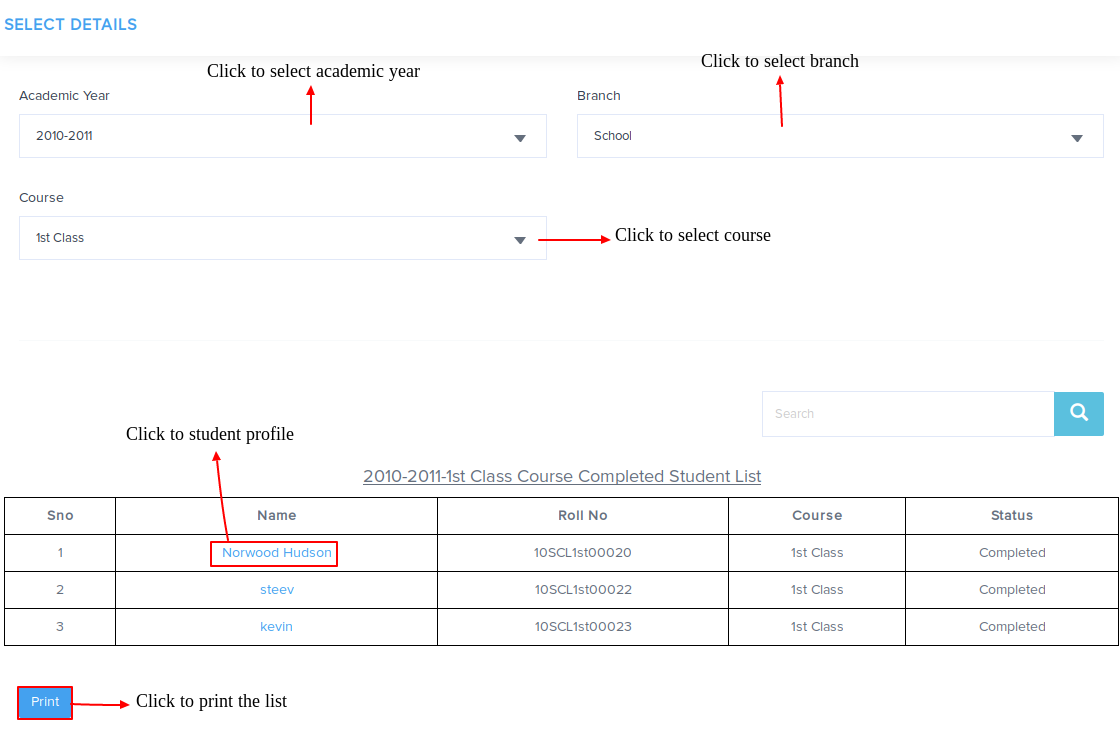 SELECT DETAILS
Click to select academic year
Click to select branch
Academic Year
Branch
2010-2011
School
Course
1st Class
Click to select course
Search
Click to student profile
2010-2011-1st Class Course Completed Student List
Sno Name Roll No Course Status
1 Norwood Hudson 10SCL1st00020 1st Class Completed
2 steev 10SCL1st00022 1st Class Completed
3 kevin 10SCL1st00023 1st Class Completed
Print
Click to print the list